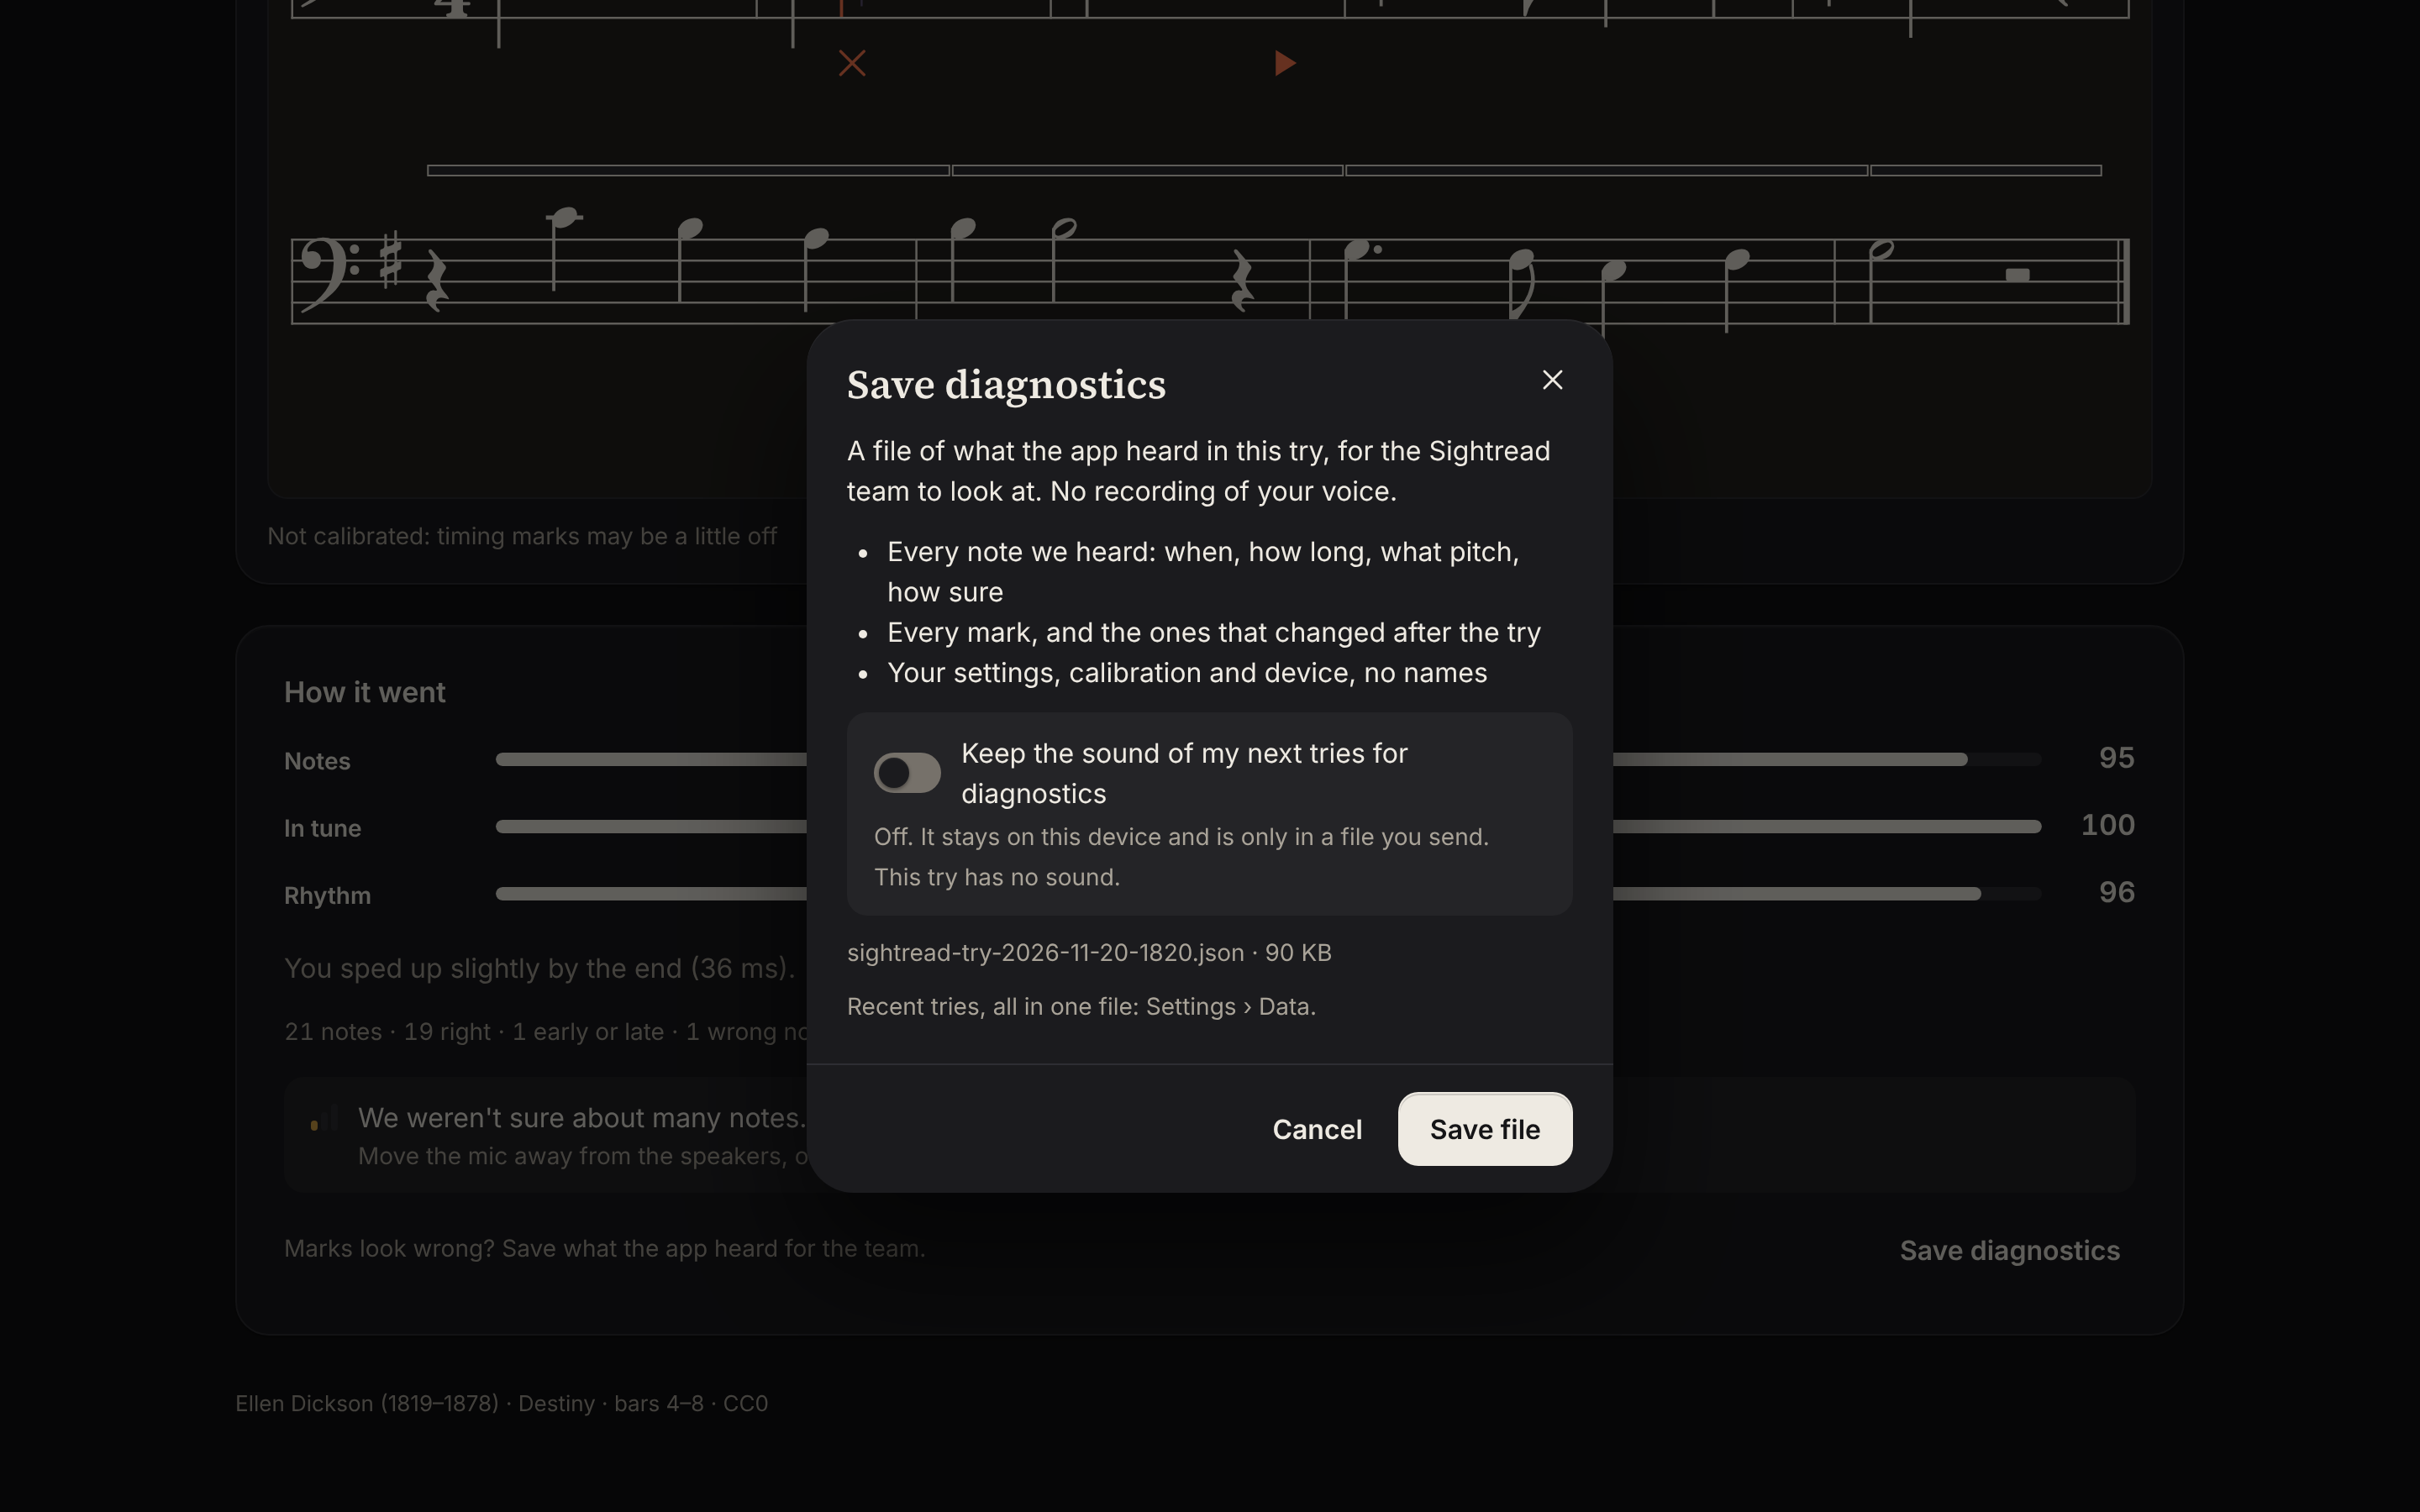 4
Save diagnostics
A file of what the app heard in this try, for the Sightread
team to look at. No recording of your voice.
• Every note we heard: when, how long, what pitch,
how sure
• Every mark, and the ones that changed after the try
• Your settings, calibration and device, no names
Keep the sound of my next tries for
diagnostics
Off. It stays on this device and is only in a file you send.
This try has no sound.
sightread-try-2026-11-20-1820.json · 90 KB
Recent tries, all in one file: Settings › Data.
Cancel
Save file
Not calibrated: timing marks may be a little off
How it went
Notes 95
In tune 100
Rhythm 96
You sped up slightly by the end (36 ms).
21 notes · 19 right · 1 early or late · 1 wrong
We weren't sure about many notes.
Move the mic away from the speakers,
Marks look wrong? Save what the app heard for the team.
Save diagnostics
Ellen Dickson (1819–1878) · Destiny · bars 4–8 · CC0